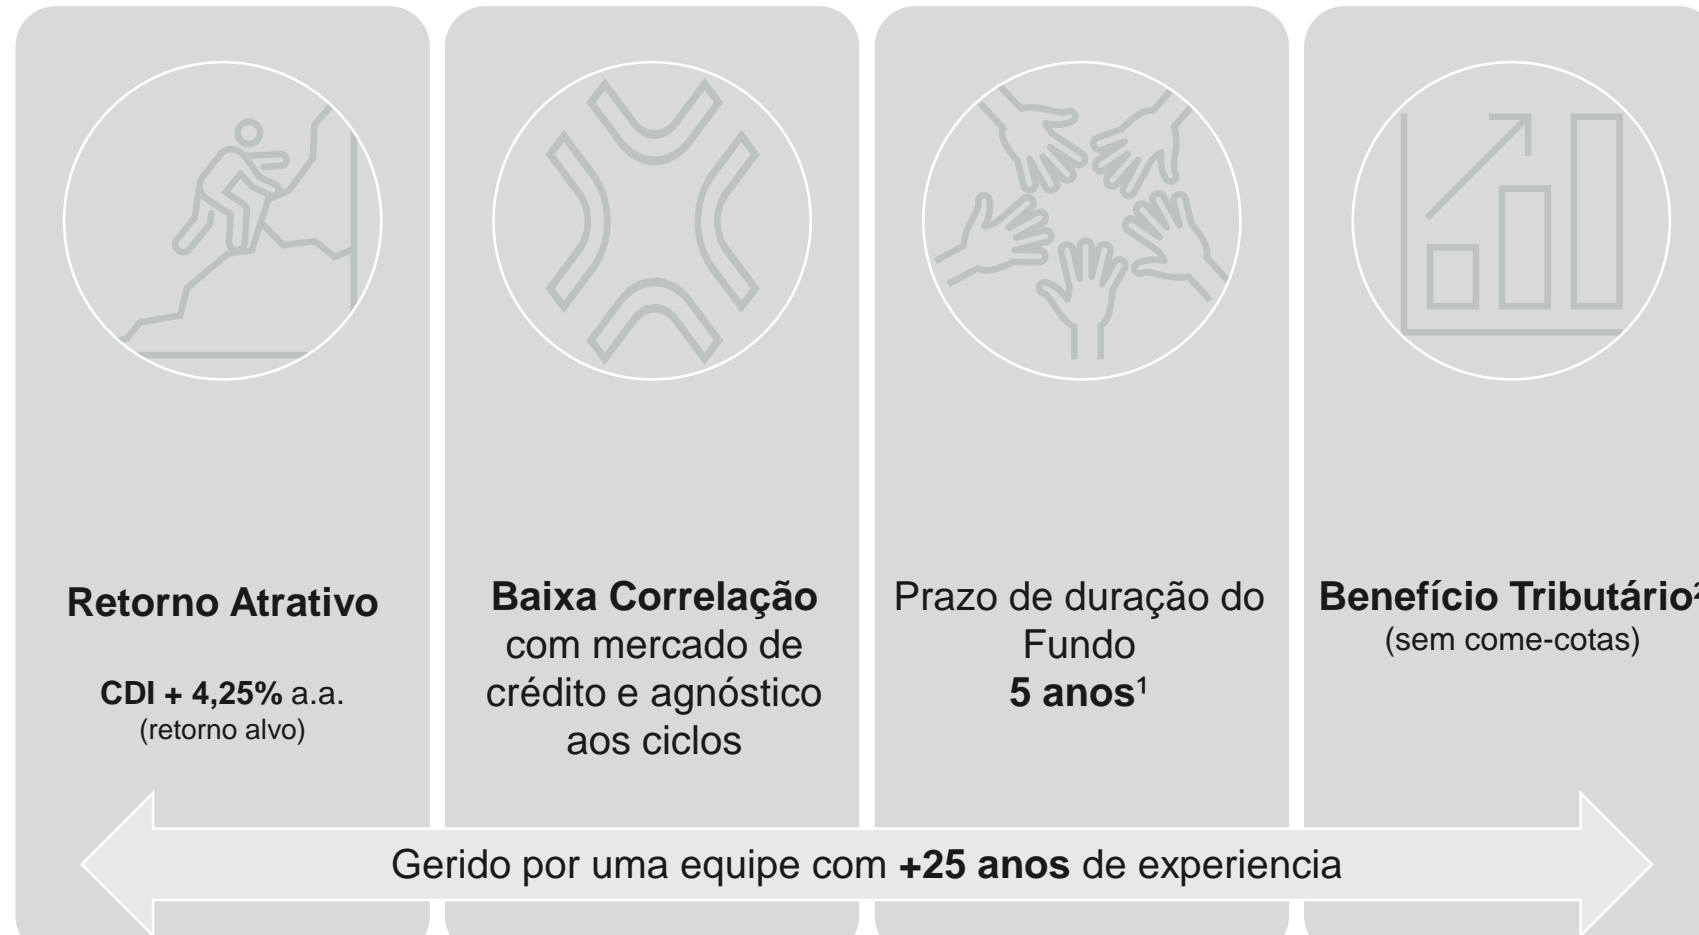 Retorno Atrativo
CDI + 4,25% a.a.
(retorno alvo)
Baixa Correlação
com mercado de
crédito e agnóstico
aos ciclos
Prazo de duração do
Fundo
5 anos¹
Benefício Tributário²
(sem come-cotas)
Gerido por uma equipe com +25 anos de experiencia